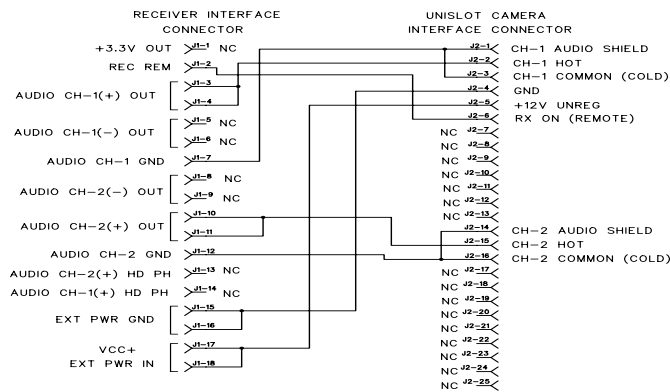 RECEIVER INTERFACE
CONNECTOR
+3.3V OUT J1-1 NC
REC REM J1-2
J1-3
AUDIO CH-1(+) OUT
J1-4
J1-5 NC
AUDIO CH-1(-) OUT
J1-6 NC
AUDIO CH-1 GND J1-7
J1-8 NC
AUDIO CH-2(-) OUT
J1-9 NC
J1-10
AUDIO CH-2(+) OUT
J1-11
AUDIO CH-2 GND J1-12
AUDIO CH-2(+) HD PH J1-13 NC
AUDIO CH-1(+) HD PH J1-14 NC
J1-15
EXT PWR GND
J1-16
VCC+ J1-17
EXT PWR IN J1-18
UNISLOT CAMERA
INTERFACE CONNECTOR
J2-1 CH-1 AUDIO SHIELD
J2-2 CH-1 HOT
J2-3 CH-1 COMMON (COLD)
J2-4 GND
J2-5 +12V UNREG
J2-6 RX ON (REMOTE)
NC J2-7
NC J2-8
NC J2-9
NC J2-10
NC J2-11
NC J2-12
NC J2-13
J2-14 CH-2 AUDIO SHIELD
J2-15 CH-2 HOT
J2-16 CH-2 COMMON (COLD)
NC J2-17
NC J2-18
NC J2-19
NC J2-20
NC J2-21
NC J2-22
NC J2-23
NC J2-24
NC J2-25